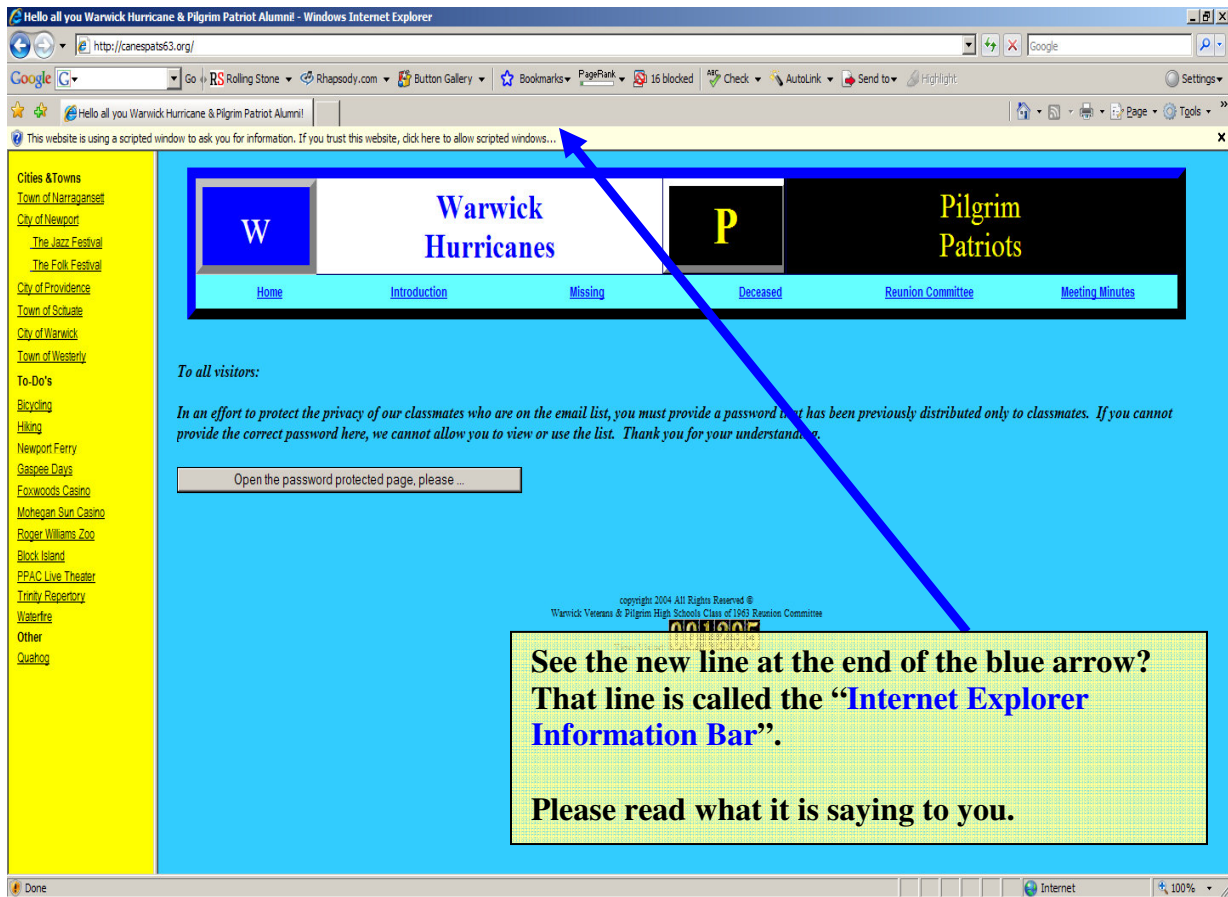 Hello all you Warwick Hurricane & Pilgrim Patriot Alumni! - Windows Internet Explorer
http://canespats63.org/
Google
Google G Go RS Rolling Stone Rhapsody.com Button Gallery Bookmarks PageRank 16 blocked ABC Check AutoLink Send to Highlight Settings
Hello all you Warwick Hurricane & Pilgrim Patriot Alumni!
Page Tools »
This website is using a scripted window to ask you for information. If you trust this website, click here to allow scripted windows...
x
Cities &Towns
Town of Narragansett
City of Newport
The Jazz Festival
The Folk Festival
City of Providence
Town of Scituate
City of Warwick
Town of Westerly
To-Do's
Bicycling
Hiking
Newport Ferry
Gaspee Days
Foxwoods Casino
Mohegan Sun Casino
Roger Williams Zoo
Block Island
PPAC Live Theater
Trinity Repertory
Waterfire
Other
Quahog
W
Warwick
Hurricanes
P
Pilgrim
Patriots
Home Introduction Missing Deceased Reunion Committee Meeting Minutes
To all visitors:
In an effort to protect the privacy of our classmates who are on the email list, you must provide a password that has been previously distributed only to classmates. If you cannot
provide the correct password here, we cannot allow you to view or use the list. Thank you for your understanding.
Open the password protected page, please ...
copyright 2004 All Rights Reserved ©
Warwick Veterans & Pilgrim High Schools Class of 1963 Reunion Committee
See the new line at the end of the blue arrow?
That line is called the “Internet Explorer
Information Bar”.
Please read what it is saying to you.
Done
Internet
100%